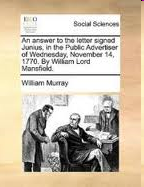 Social Sciences
An answer to the letter signed
Junius, in the Public Advertiser
of Wednesday, November 14,
1770. By William Lord
Mansfield.
William Murray